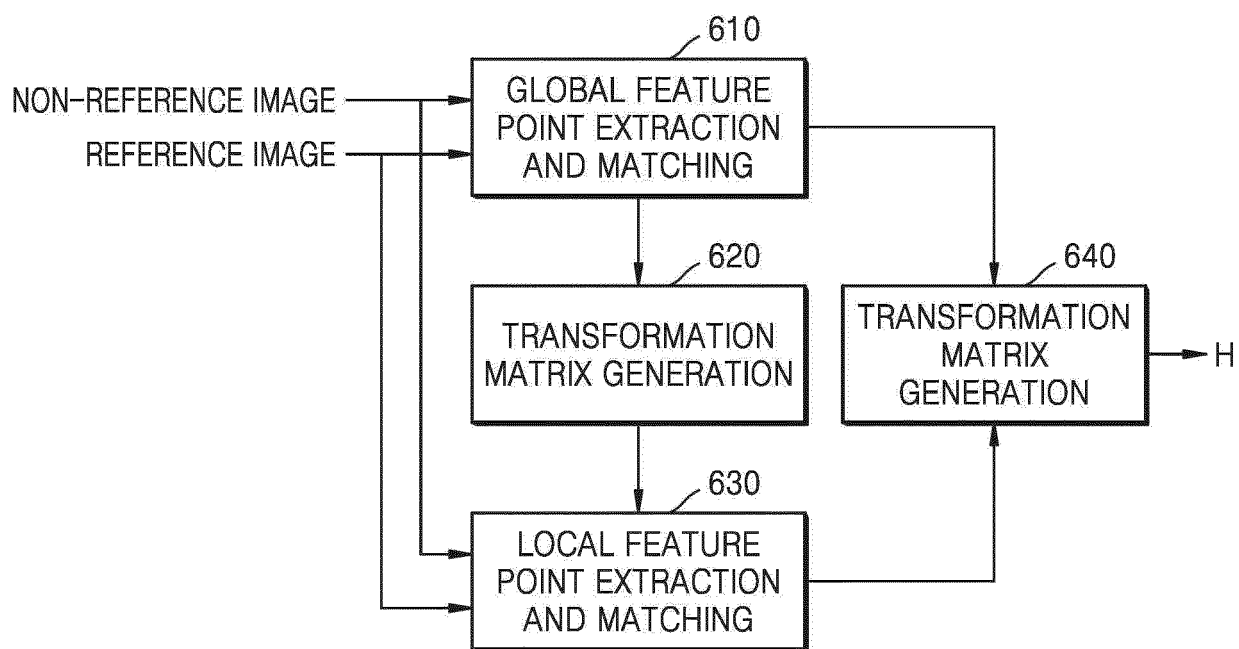 610
NON-REFERENCE IMAGE
REFERENCE IMAGE
GLOBAL FEATURE
POINT EXTRACTION
AND MATCHING
620
TRANSFORMATION
MATRIX GENERATION
640
TRANSFORMATION
MATRIX
GENERATION
H
630
LOCAL FEATURE
POINT EXTRACTION
AND MATCHING